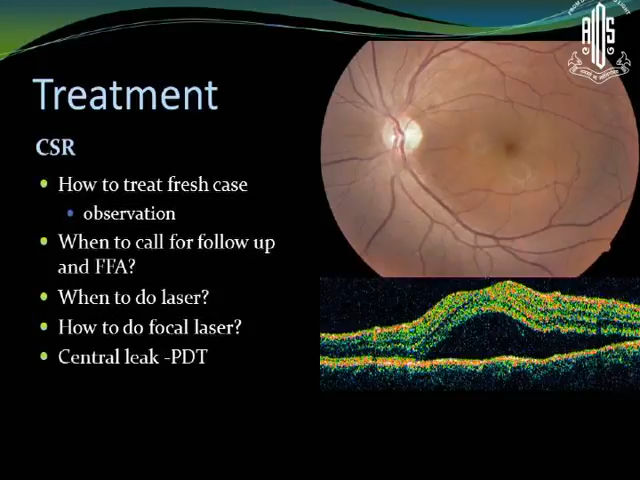 Treatment
CSR
How to treat fresh case
observation
When to call for follow up
and FFA?
When to do laser?
How to do focal laser?
Central leak -PDT